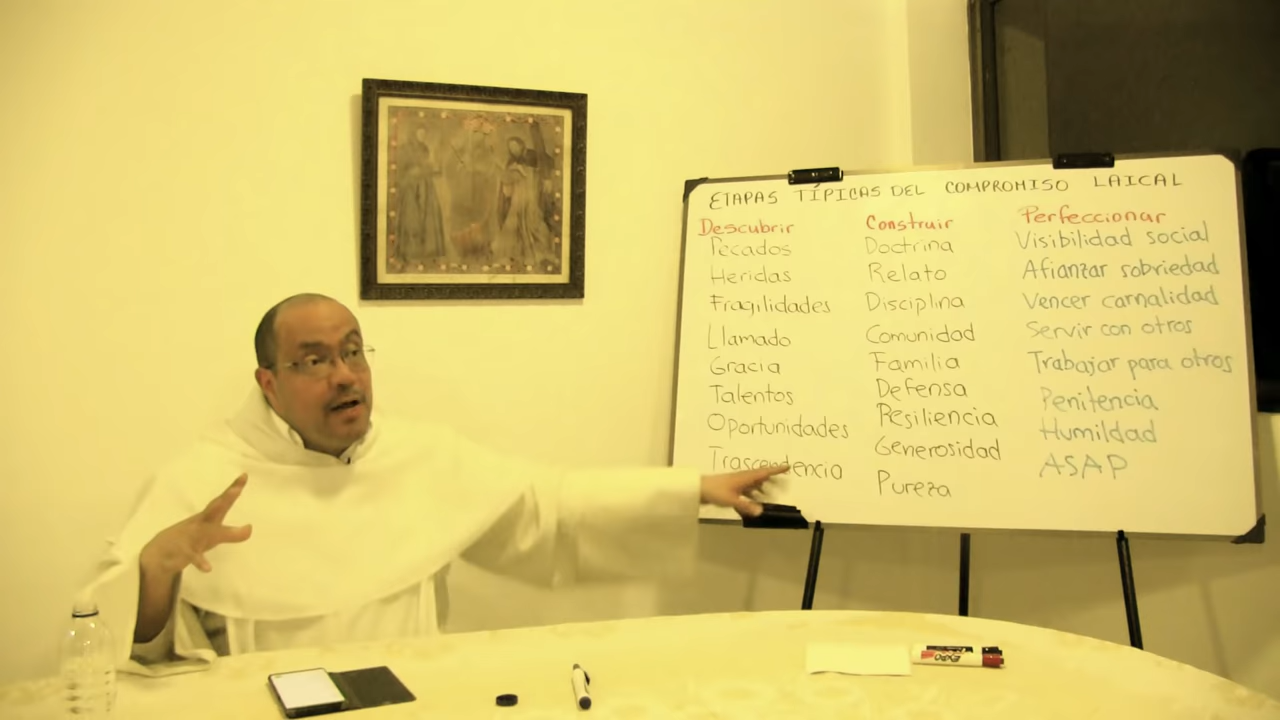 ETAPAS TÍPICAS DEL COMPROMISO LAICAL
Descubrir
Pecados
Heridas
Fragilidades
Llamado
Gracia
Talentos
Oportunidades
Trascendencia
Construir
Doctrina
Relato
Disciplina
Comunidad
Familia
Defensa
Resiliencia
Generosidad
Pureza
Perfeccionar
Visibilidad social
Afianzar sobriedad
Vencer carnalidad
Servir con otros
Trabajar para otros
Penitencia
Humildad
ASAP
EXPO